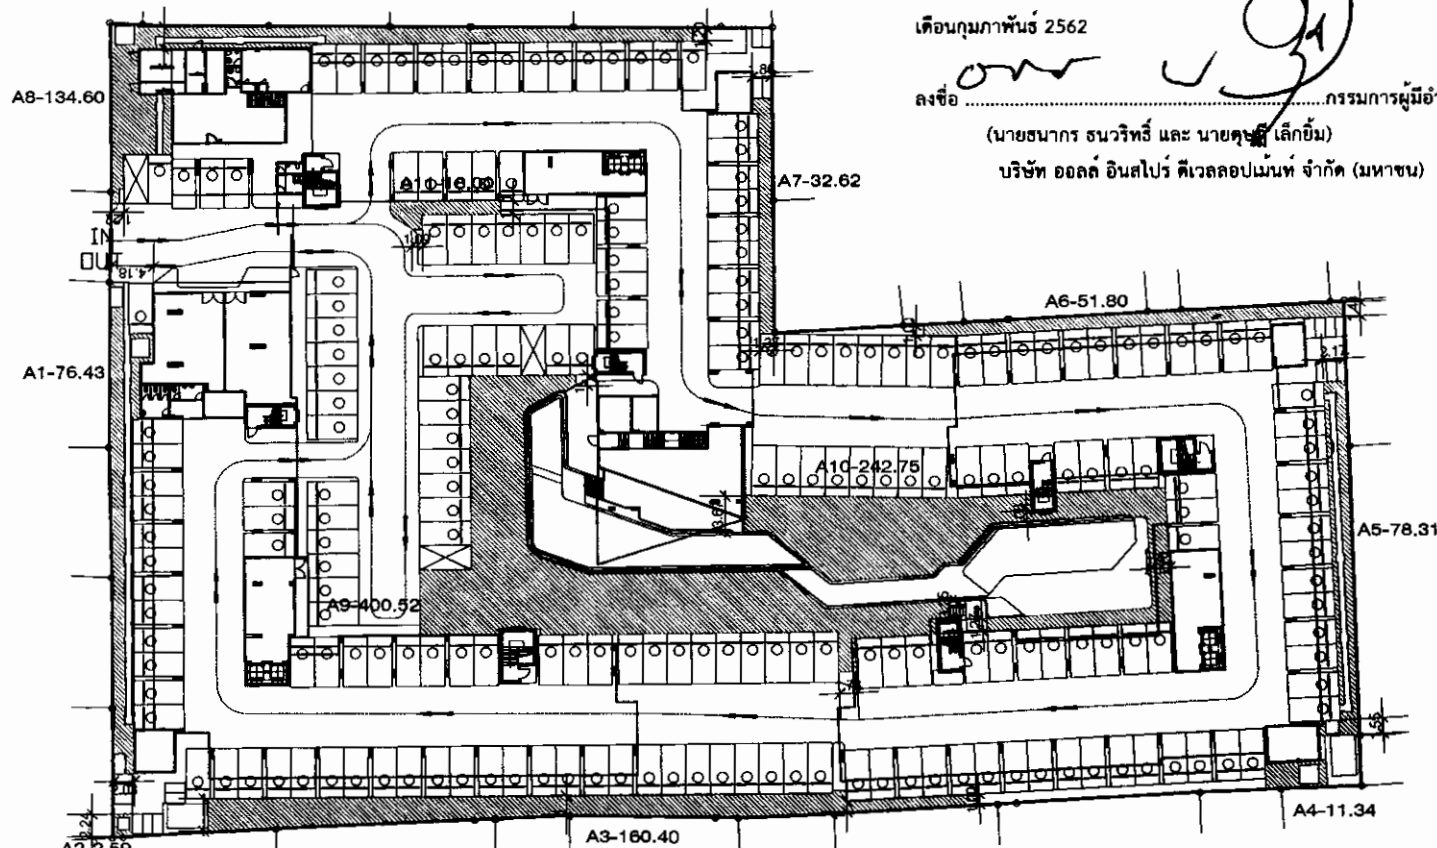 เดือนกุมภาพันธ์ 2562
ลงชื่อ ................ กรรมการผู้มีอำ
(นายธนากร ธนวริทธิ์ และ นายดุษฎี เล็กยิ้ม)
บริษัท ออลล์ อินสไปร์ ดีเวลลอปเม้นท์ จำกัด (มหาชน)
A8-134.60
A7-32.62
IN
OUT
4.18
A6-51.80
A1-76.43
A10-242.75
A5-78.31
A9-400.52
A4-11.34
A3-160.40